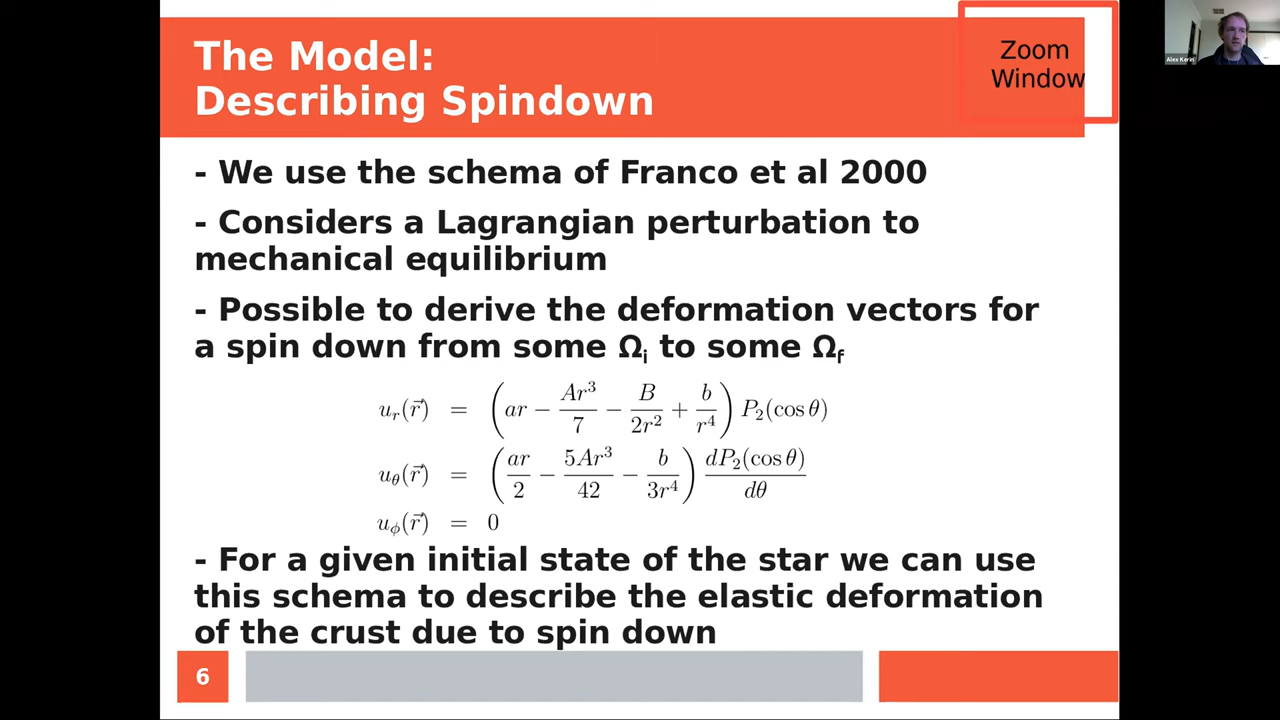 The Model:
Describing Spindown
Zoom
Window
Alex Kerin
- We use the schema of Franco et al 2000
- Considers a Lagrangian perturbation to
mechanical equilibrium
- Possible to derive the deformation vectors for
a spin down from some Ωᵢ to some Ω_f
u_r(r⃗) = (ar − Ar³/7 − B/2r² + b/r⁴) P₂(cos θ)
u_θ(r⃗) = (ar/2 − 5Ar³/42 − b/3r⁴) dP₂(cos θ)/dθ
u_ϕ(r⃗) = 0
- For a given initial state of the star we can use
this schema to describe the elastic deformation
of the crust due to spin down
6